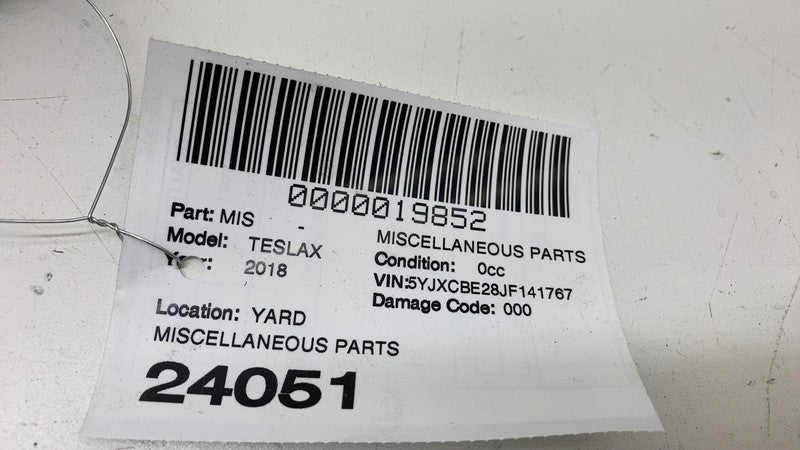 0000019852
Part: MIS - MISCELLANEOUS PARTS
Model: TESLAX Condition: 0cc
Year: 2018 VIN:5YJXCBE28JF141767
Damage Code: 000
Location: YARD
MISCELLANEOUS PARTS
24051